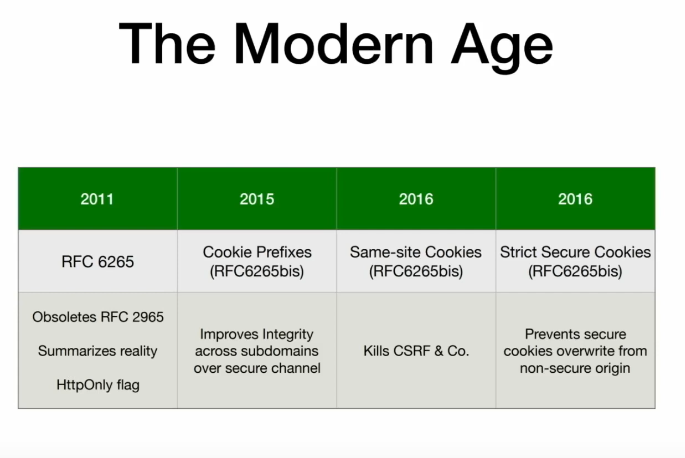 The Modern Age
2011
2015
2016
2016
RFC 6265
Cookie Prefixes
(RFC6265bis)
Same-site Cookies
(RFC6265bis)
Strict Secure Cookies
(RFC6265bis)
Obsoletes RFC 2965
Summarizes reality
HttpOnly flag
Improves Integrity
across subdomains
over secure channel
Kills CSRF & Co.
Prevents secure
cookies overwrite from
non-secure origin